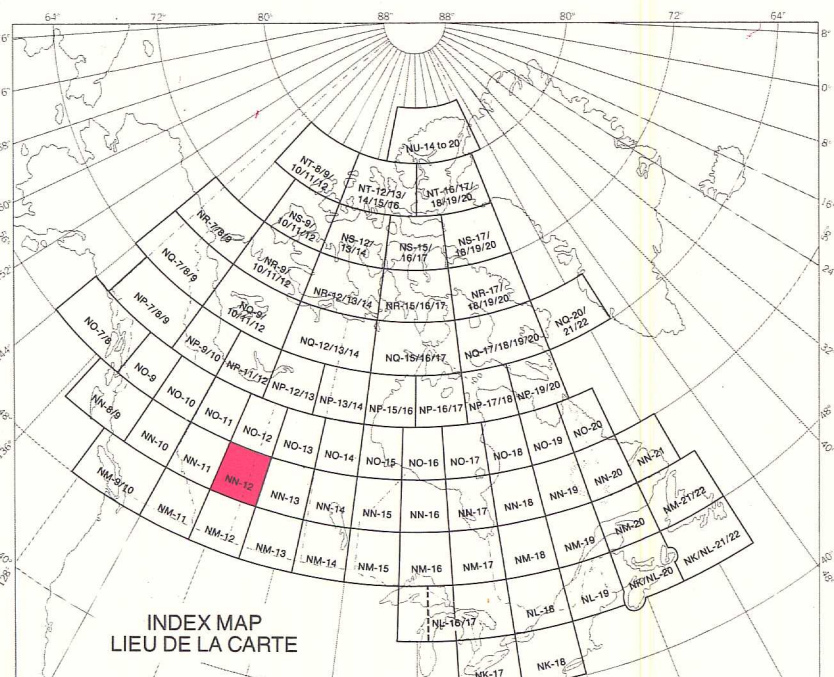 64° 72° 80° 88° 88° 80° 72° 64°
NU-14 to 20
NT-8/9/
10/11/12
NT-12/13/
14/15/16
NT-16/17/
18/19/20
NS-9/
10/11/12
NS-12/
13/14
NS-15/
16/17
NS-17/
18/19/20
NR-7/8/9
NR-9/
10/11/12
NR-12/13/14
NR-15/16/17
NR-17/
18/19/20
NQ-7/8/9
NQ-9/
10/11/12
NQ-12/13/14
NQ-15/16/17
NQ-17/18/19/20
NQ-20/
21/22
NP-7/8/9
NP-9/10
NP-11/12
NP-12/13
NP-13/14
NP-15/16
NP-16/17
NP-17/18
NP-19/20
NO-7/8
NO-9
NO-10
NO-11
NO-12
NO-13
NO-14
NO-15
NO-16
NO-17
NO-18
NO-19
NO-20
NN-8/9
NN-10
NN-11
NN-12
NN-13
NN-14
NN-15
NN-16
NN-17
NN-18
NN-19
NN-20
NN-21
NM-9/10
NM-11
NM-12
NM-13
NM-14
NM-15
NM-16
NM-17
NM-18
NM-19
NM-20
NM-21/22
NL-16/17
NL-18
NL-19
NK/NL-20
NK/NL-21/22
NK-17
NK-18
136°
128°
48°
INDEX MAP
LIEU DE LA CARTE